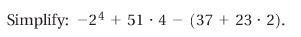 Simplify: −2⁴ + 51 · 4 − (37 + 23 · 2).